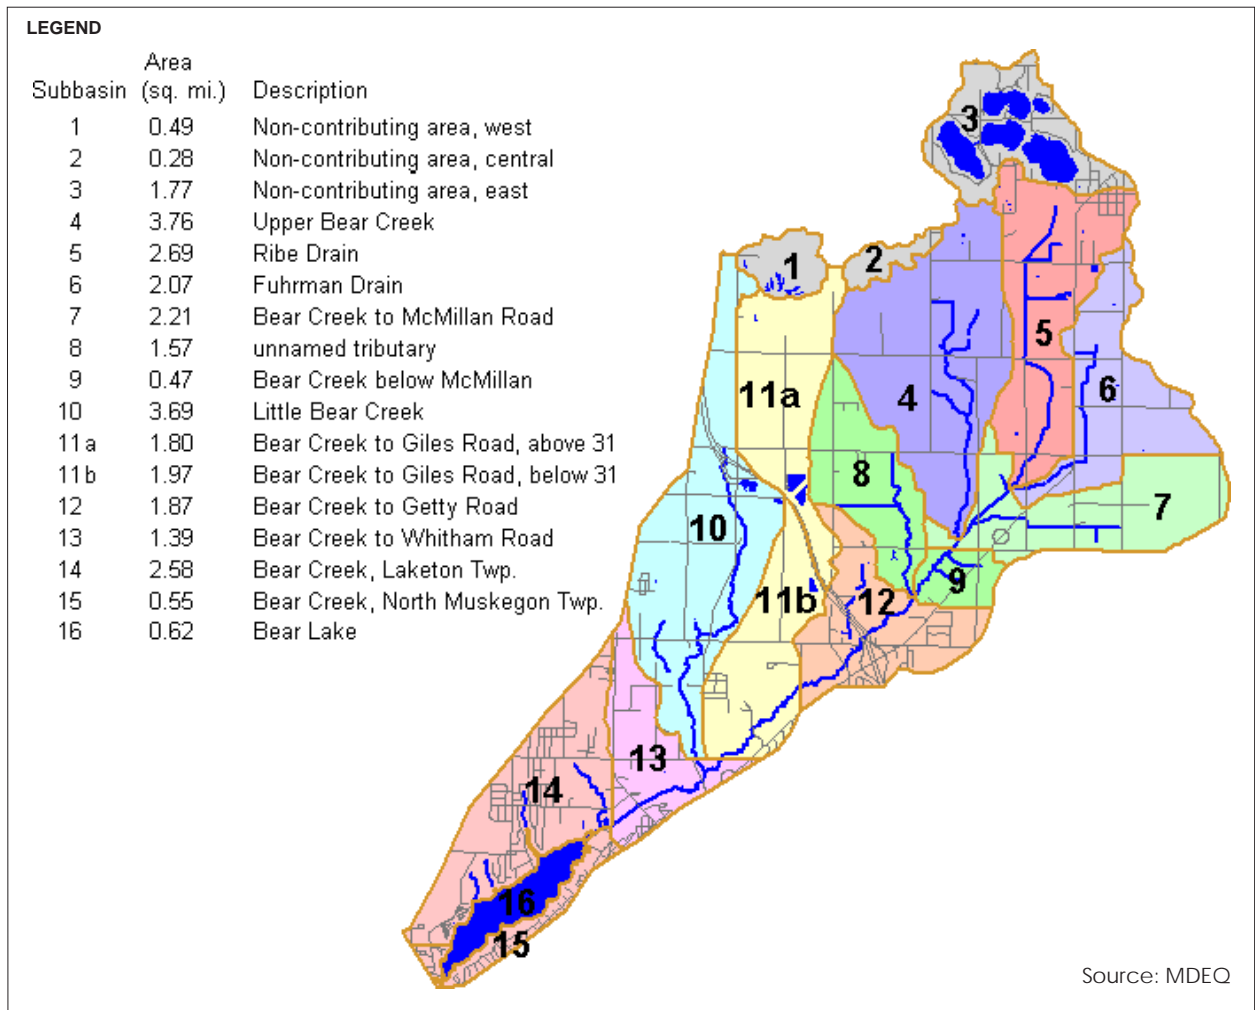 LEGEND
Area
Subbasin (sq. mi.) Description
1 0.49 Non-contributing area, west
2 0.28 Non-contributing area, central
3 1.77 Non-contributing area, east
4 3.76 Upper Bear Creek
5 2.69 Ribe Drain
6 2.07 Fuhrman Drain
7 2.21 Bear Creek to McMillan Road
8 1.57 unnamed tributary
9 0.47 Bear Creek below McMillan
10 3.69 Little Bear Creek
11a 1.80 Bear Creek to Giles Road, above 31
11b 1.97 Bear Creek to Giles Road, below 31
12 1.87 Bear Creek to Getty Road
13 1.39 Bear Creek to Whitham Road
14 2.58 Bear Creek, Laketon Twp.
15 0.55 Bear Creek, North Muskegon Twp.
16 0.62 Bear Lake
3
1
2
5
11a
4
6
8
7
10
9
11b
12
13
14
16
15
Source: MDEQ